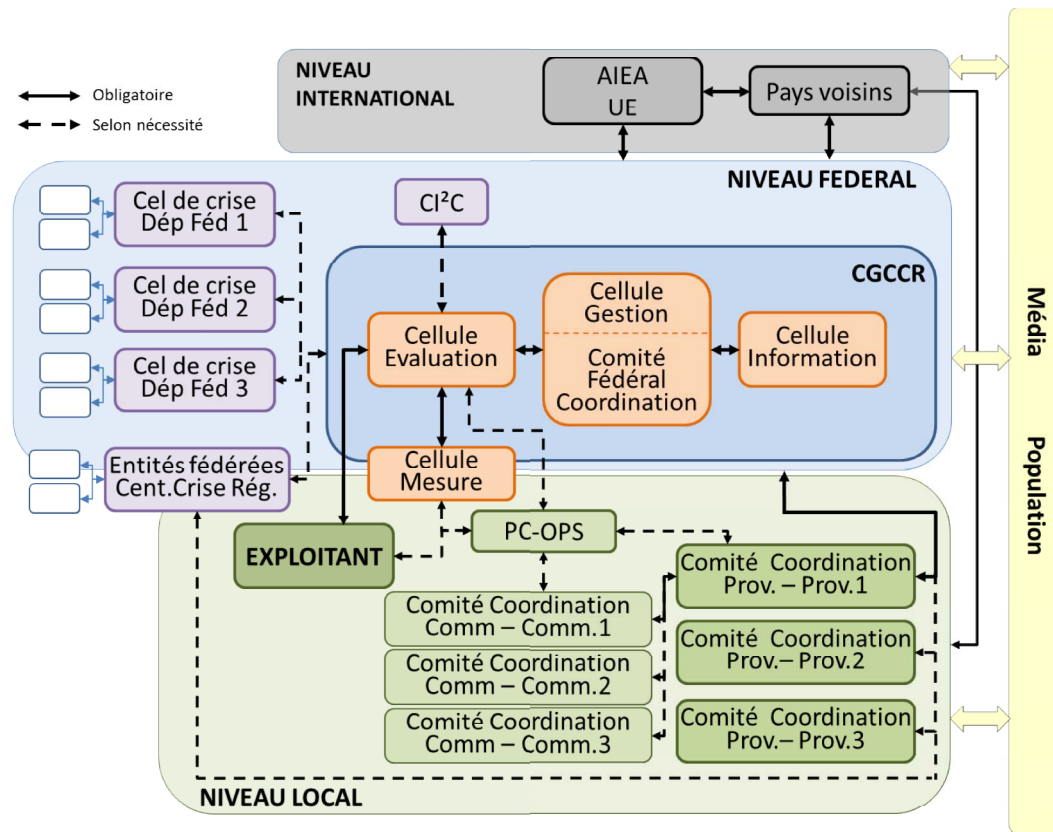 NIVEAU
INTERNATIONAL
AIEA
UE
Pays voisins
Obligatoire
Selon nécessité
NIVEAU FEDERAL
Cel de crise
Dép Féd 1
CI²C
CGCCR
Cel de crise
Dép Féd 2
Cellule
Gestion
Cellule
Evaluation
Comité
Fédéral
Coordination
Cellule
Information
Cel de crise
Dép Féd 3
Entités fédérées
Cent.Crise Rég.
Cellule
Mesure
EXPLOITANT
PC-OPS
Comité Coordination
Prov. – Prov.1
Comité Coordination
Comm – Comm.1
Comité Coordination
Prov.– Prov.2
Comité Coordination
Comm – Comm.2
Comité Coordination
Prov.– Prov.3
Comité Coordination
Comm – Comm.3
NIVEAU LOCAL
Média
Population